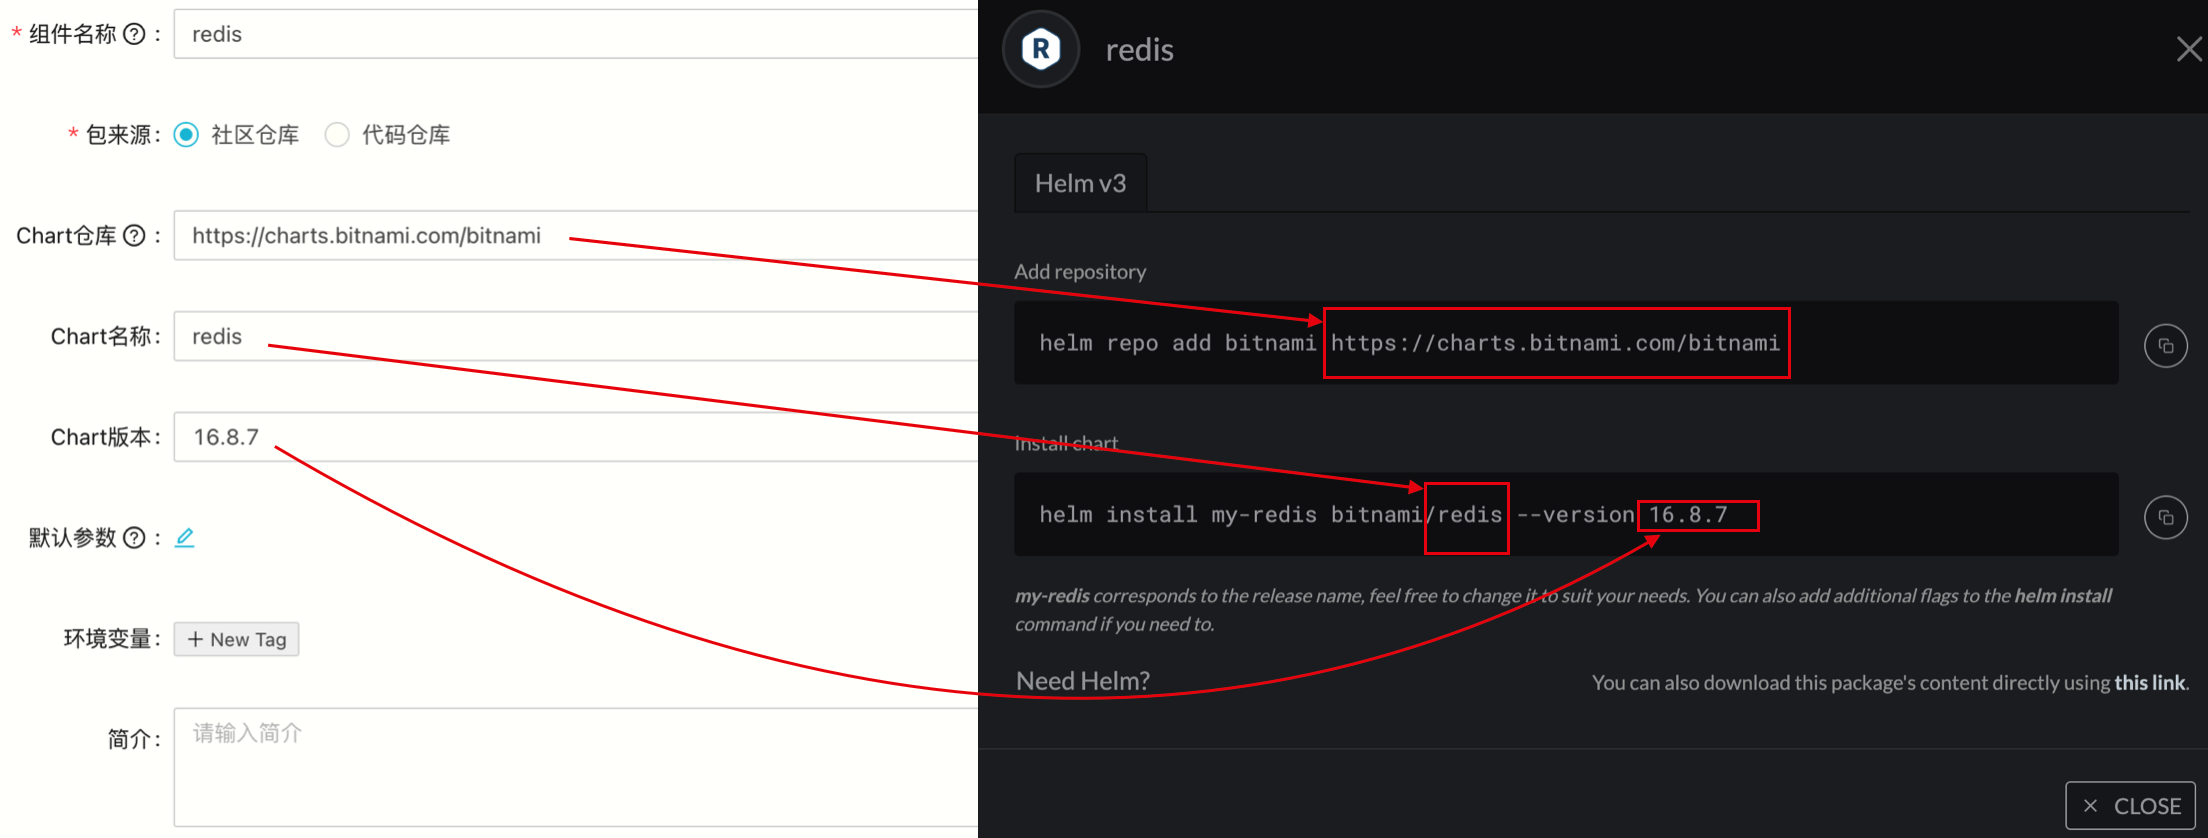 * 组件名称 ? :
redis
* 包来源:
社区仓库
代码仓库
Chart仓库 ? :
https://charts.bitnami.com/bitnami
Chart名称:
redis
Chart版本:
16.8.7
默认参数 ? :
环境变量:
+ New Tag
简介:
请输入简介
R
redis
Helm v3
Add repository
helm repo add bitnami https://charts.bitnami.com/bitnami
Install chart
helm install my-redis bitnami/redis --version 16.8.7
my-redis corresponds to the release name, feel free to change it to suit your needs. You can also add additional flags to the helm install
command if you need to.
Need Helm?
You can also download this package's content directly using this link.
× CLOSE